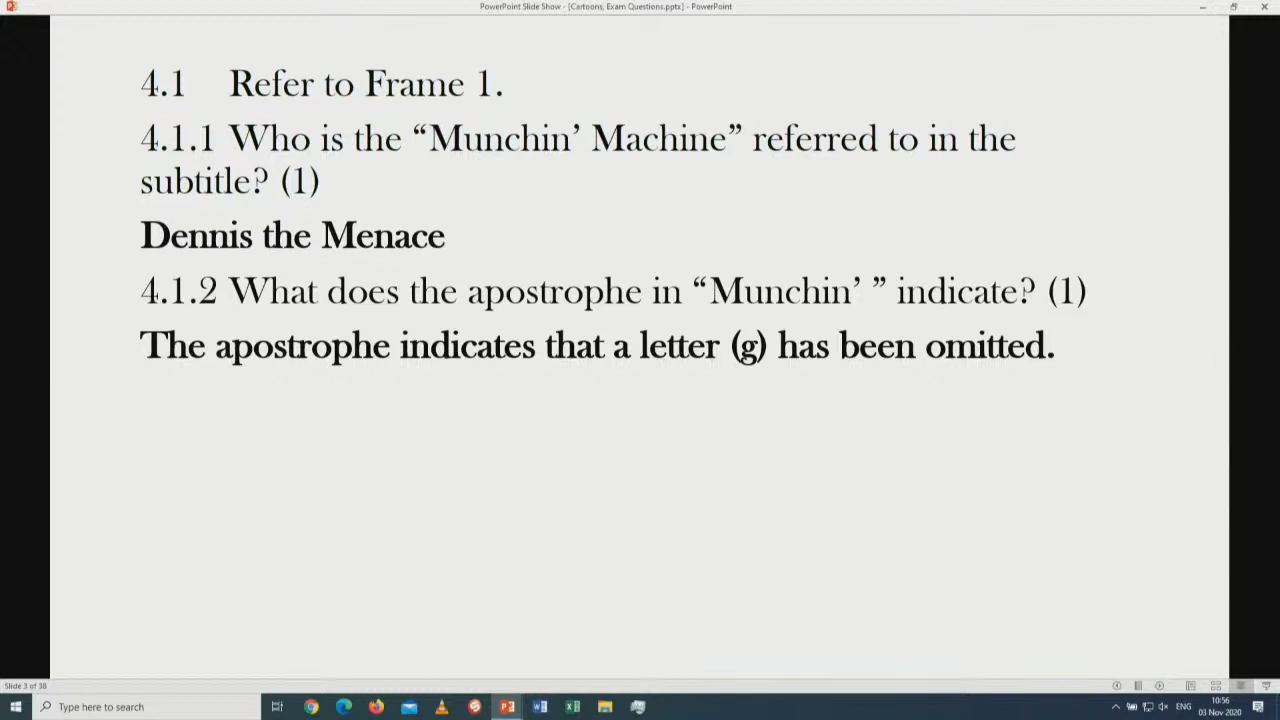 PowerPoint Slide Show - [Cartoons, Exam Questions.pptx] - PowerPoint
4.1 Refer to Frame 1.
4.1.1 Who is the “Munchin’ Machine” referred to in the
subtitle? (1)
Dennis the Menace
4.1.2 What does the apostrophe in “Munchin’ ” indicate? (1)
The apostrophe indicates that a letter (g) has been omitted.
Slide 3 of 38
Type here to search
ENG
10:56
03 Nov 2020